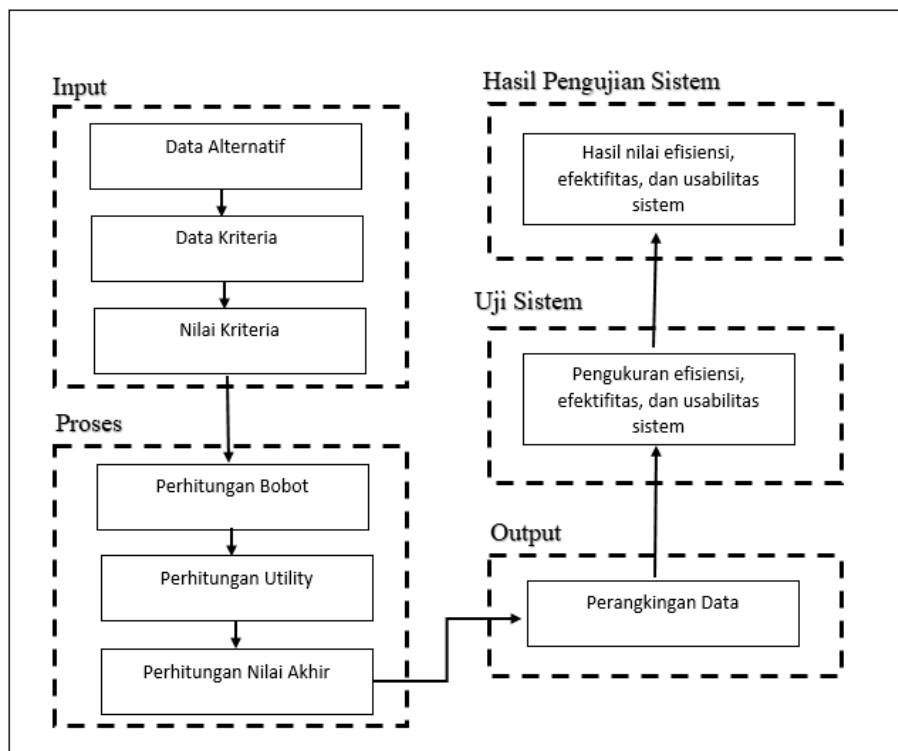 Input
Data Alternatif
Data Kriteria
Nilai Kriteria
Proses
Perhitungan Bobot
Perhitungan Utility
Perhitungan Nilai Akhir
Output
Perangkingan Data
Uji Sistem
Pengukuran efisiensi,
efektifitas, dan usabilitas
sistem
Hasil Pengujian Sistem
Hasil nilai efisiensi,
efektifitas, dan usabilitas
sistem